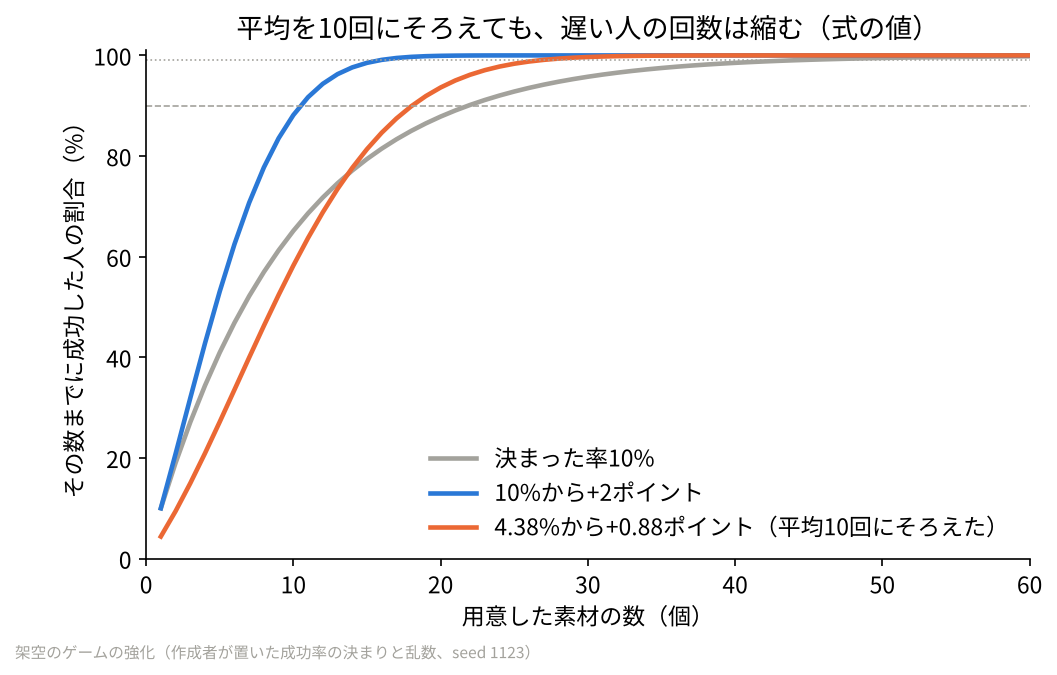 平均を10回にそろえても、遅い人の回数は縮む（式の値）
その数までに成功した人の割合（%）
100
80
60
40
20
0
決まった率10%
10%から+2ポイント
4.38%から+0.88ポイント（平均10回にそろえた）
0 10 20 30 40 50 60
用意した素材の数（個）
架空のゲームの強化（作成者が置いた成功率の決まりと乱数、seed 1123）